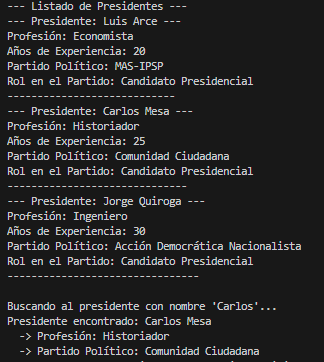 --- Listado de Presidentes ---
--- Presidente: Luis Arce ---
Profesión: Economista
Años de Experiencia: 20
Partido Político: MAS-IPSP
Rol en el Partido: Candidato Presidencial
----------------------------
--- Presidente: Carlos Mesa ---
Profesión: Historiador
Años de Experiencia: 25
Partido Político: Comunidad Ciudadana
Rol en el Partido: Candidato Presidencial
------------------------------
--- Presidente: Jorge Quiroga ---
Profesión: Ingeniero
Años de Experiencia: 30
Partido Político: Acción Democrática Nacionalista
Rol en el Partido: Candidato Presidencial
--------------------------------
Buscando al presidente con nombre 'Carlos'...
Presidente encontrado: Carlos Mesa
-> Profesión: Historiador
-> Partido Político: Comunidad Ciudadana